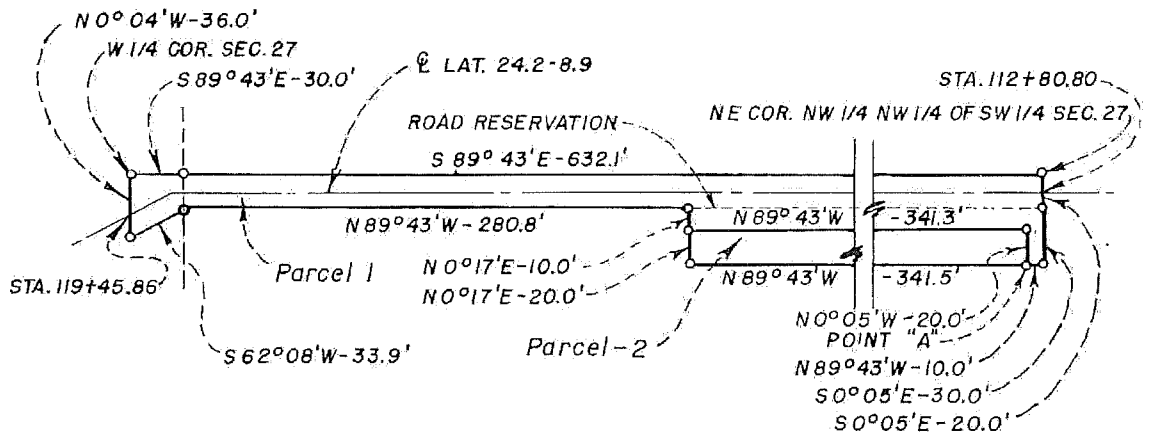 N 0° 04' W - 36.0'
W 1/4 COR. SEC. 27
S 89° 43' E - 30.0'
℄ LAT. 24.2 - 8.9
STA. 112 + 80.80
NE COR. NW 1/4 NW 1/4 OF SW 1/4 SEC. 27
ROAD RESERVATION
S 89° 43' E - 632.1'
N 89° 43' W - 280.8'
N 89° 43' W - 341.3'
Parcel 1
N 0° 17' E - 10.0'
N 89° 43' W - 341.5'
STA. 119 + 45.86
N 0° 17' E - 20.0'
N 0° 05' W - 20.0'
POINT "A"
S 62° 08' W - 33.9'
Parcel - 2
N 89° 43' W - 10.0'
S 0° 05' E - 30.0'
S 0° 05' E - 20.0'